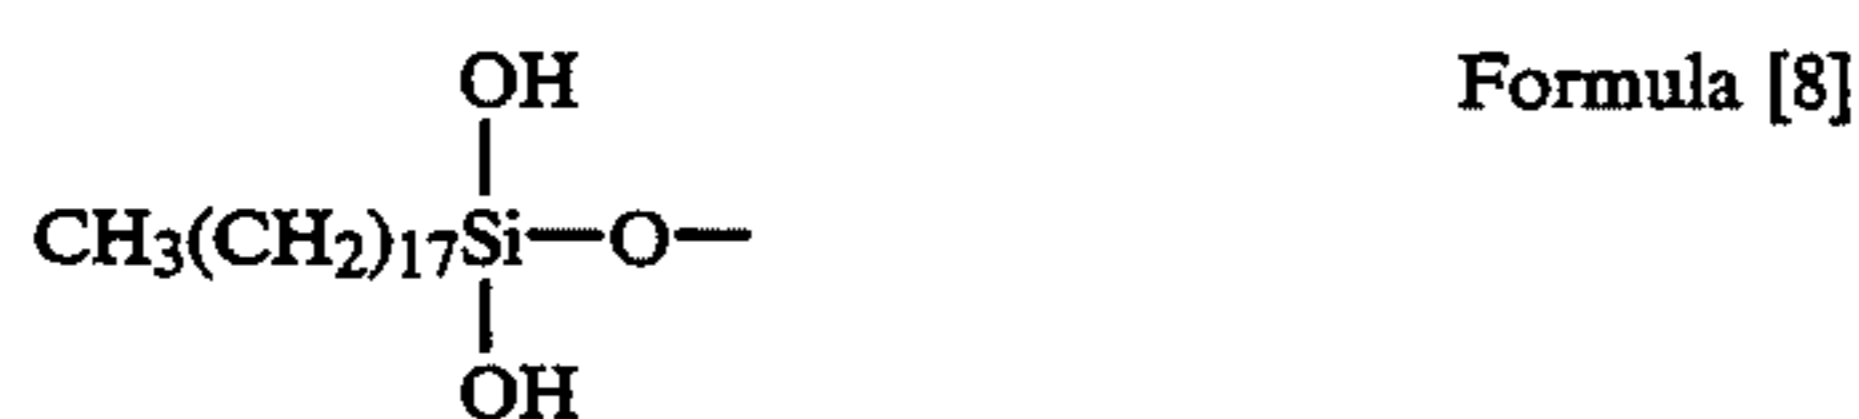 OH Formula [8]
CH3(CH2)17Si—O—
OH